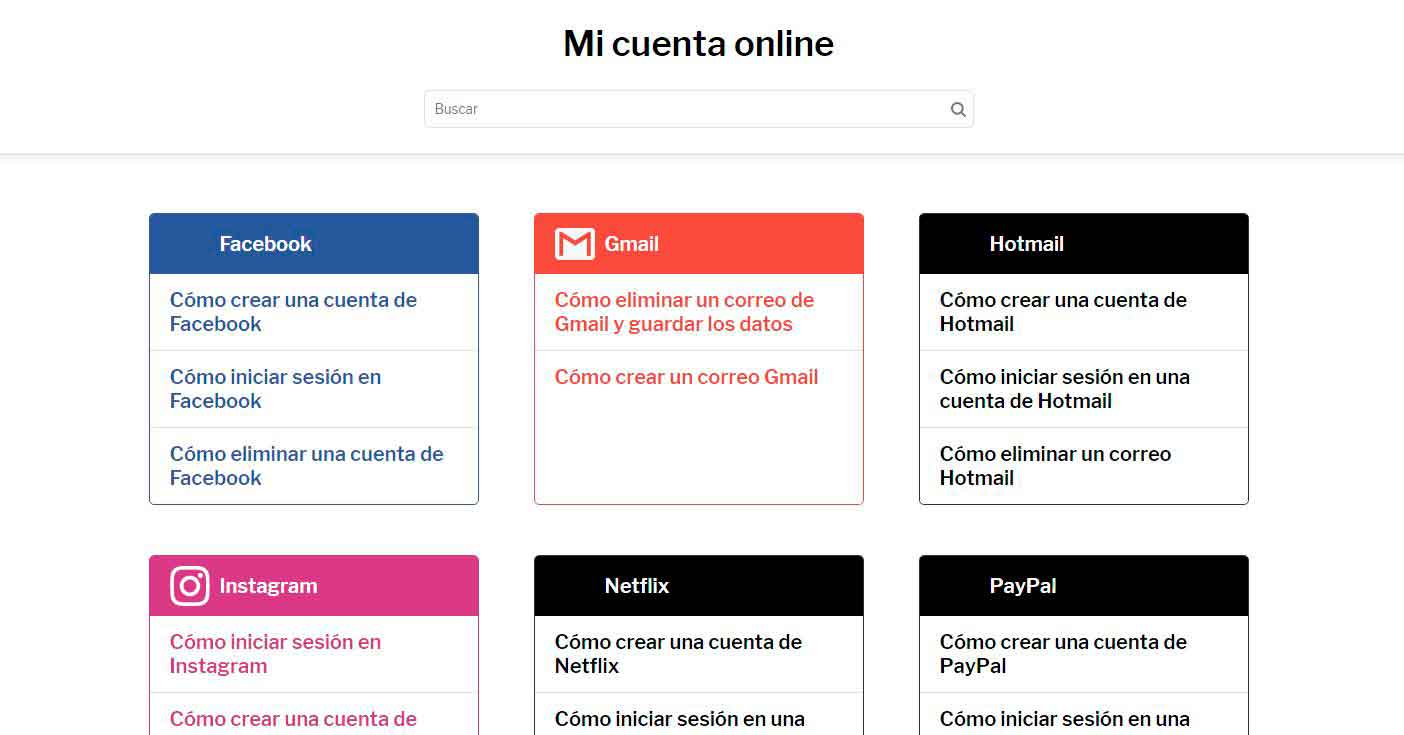 Mi cuenta online
Buscar
Facebook
Cómo crear una cuenta de
Facebook
Cómo iniciar sesión en
Facebook
Cómo eliminar una cuenta de
Facebook
Gmail
Cómo eliminar un correo de
Gmail y guardar los datos
Cómo crear un correo Gmail
Hotmail
Cómo crear una cuenta de
Hotmail
Cómo iniciar sesión en una
cuenta de Hotmail
Cómo eliminar un correo
Hotmail
Instagram
Cómo iniciar sesión en
Instagram
Cómo crear una cuenta de
Netflix
Cómo crear una cuenta de
Netflix
Cómo iniciar sesión en una
PayPal
Cómo crear una cuenta de
PayPal
Cómo iniciar sesión en una